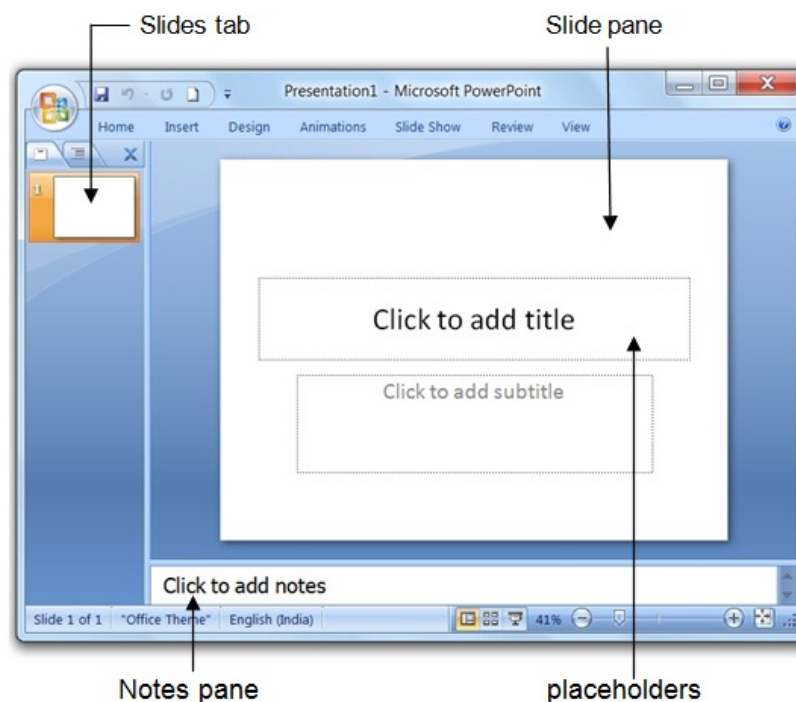 Slides tab
Slide pane
Presentation1 - Microsoft PowerPoint
Home Insert Design Animations Slide Show Review View
1
Click to add title
Click to add subtitle
Click to add notes
Slide 1 of 1 "Office Theme" English (India) 41%
Notes pane
placeholders